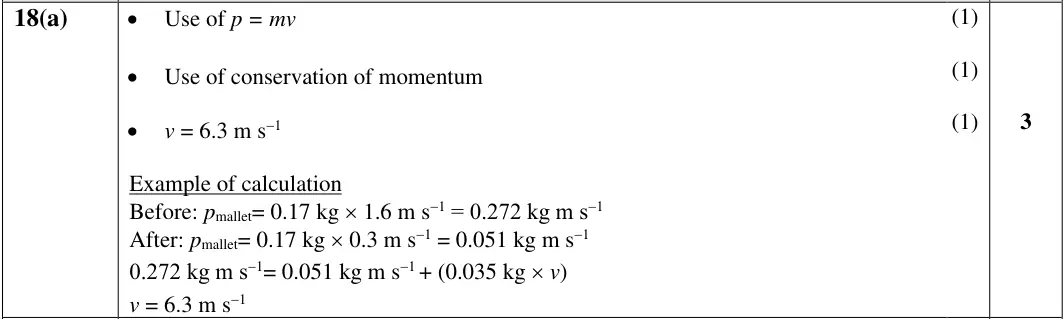 18(a) • Use of p = mv (1)
• Use of conservation of momentum (1)
• v = 6.3 m s⁻¹ (1) 3
Example of calculation
Before: pmallet= 0.17 kg × 1.6 m s⁻¹ = 0.272 kg m s⁻¹
After: pmallet= 0.17 kg × 0.3 m s⁻¹ = 0.051 kg m s⁻¹
0.272 kg m s⁻¹= 0.051 kg m s⁻¹ + (0.035 kg × v)
v = 6.3 m s⁻¹